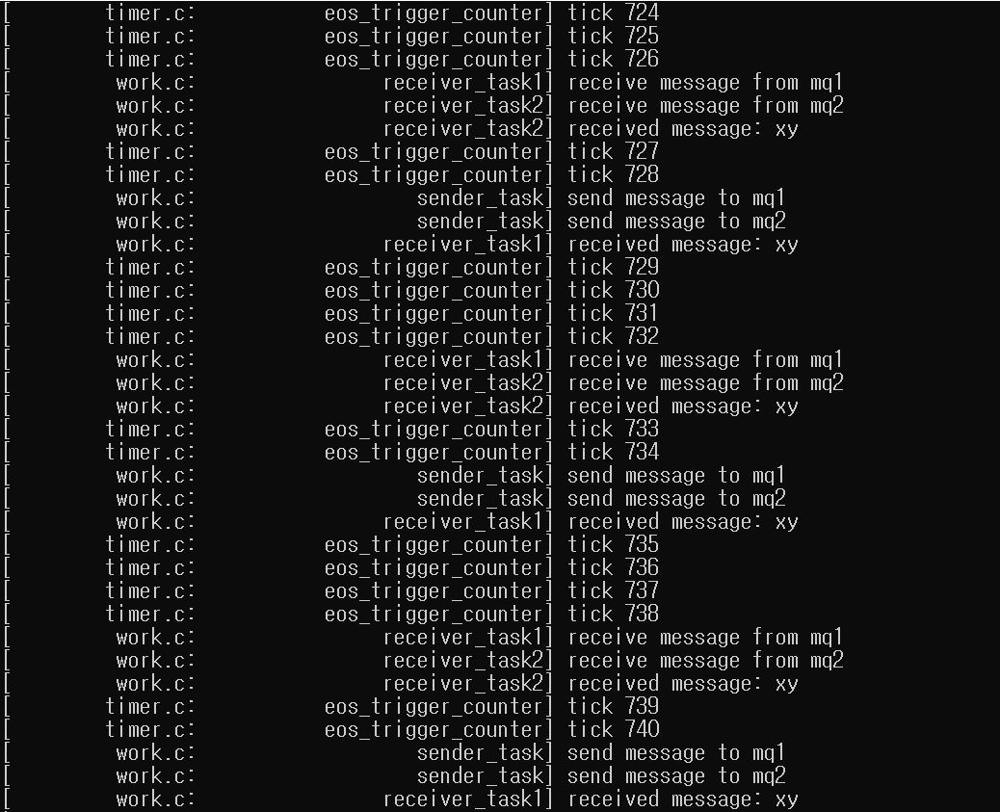 [        timer.c:           eos_trigger_counter] tick 724
[        timer.c:           eos_trigger_counter] tick 725
[        timer.c:           eos_trigger_counter] tick 726
[         work.c:                receiver_task1] receive message from mq1
[         work.c:                receiver_task2] receive message from mq2
[         work.c:                receiver_task2] received message: xy
[        timer.c:           eos_trigger_counter] tick 727
[        timer.c:           eos_trigger_counter] tick 728
[         work.c:                   sender_task] send message to mq1
[         work.c:                   sender_task] send message to mq2
[         work.c:                receiver_task1] received message: xy
[        timer.c:           eos_trigger_counter] tick 729
[        timer.c:           eos_trigger_counter] tick 730
[        timer.c:           eos_trigger_counter] tick 731
[        timer.c:           eos_trigger_counter] tick 732
[         work.c:                receiver_task1] receive message from mq1
[         work.c:                receiver_task2] receive message from mq2
[         work.c:                receiver_task2] received message: xy
[        timer.c:           eos_trigger_counter] tick 733
[        timer.c:           eos_trigger_counter] tick 734
[         work.c:                   sender_task] send message to mq1
[         work.c:                   sender_task] send message to mq2
[         work.c:                receiver_task1] received message: xy
[        timer.c:           eos_trigger_counter] tick 735
[        timer.c:           eos_trigger_counter] tick 736
[        timer.c:           eos_trigger_counter] tick 737
[        timer.c:           eos_trigger_counter] tick 738
[         work.c:                receiver_task1] receive message from mq1
[         work.c:                receiver_task2] receive message from mq2
[         work.c:                receiver_task2] received message: xy
[        timer.c:           eos_trigger_counter] tick 739
[        timer.c:           eos_trigger_counter] tick 740
[         work.c:                   sender_task] send message to mq1
[         work.c:                   sender_task] send message to mq2
[         work.c:                receiver_task1] received message: xy